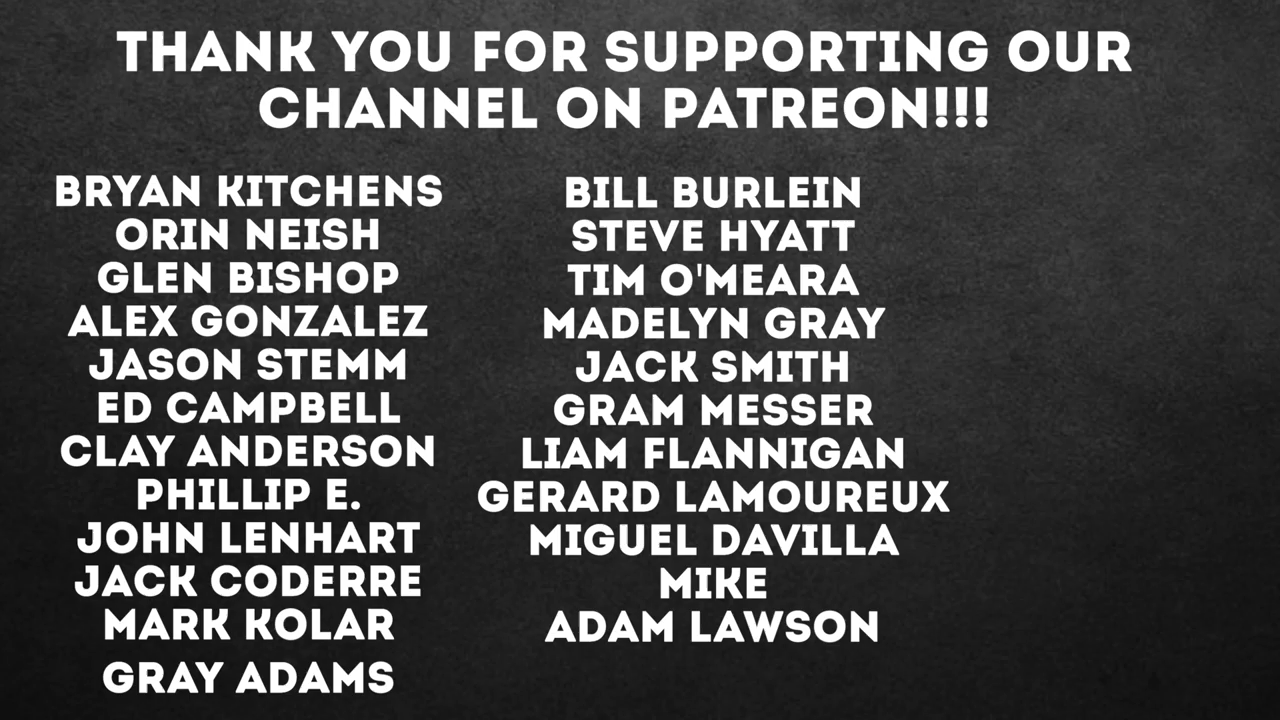 THANK YOU FOR SUPPORTING OUR
CHANNEL ON PATREON!!!
BRYAN KITCHENS
ORIN NEISH
GLEN BISHOP
ALEX GONZALEZ
JASON STEMM
ED CAMPBELL
CLAY ANDERSON
PHILLIP E.
JOHN LENHART
JACK CODERRE
MARK KOLAR
GRAY ADAMS
BILL BURLEIN
STEVE HYATT
TIM O'MEARA
MADELYN GRAY
JACK SMITH
GRAM MESSER
LIAM FLANNIGAN
GERARD LAMOUREUX
MIGUEL DAVILLA
MIKE
ADAM LAWSON